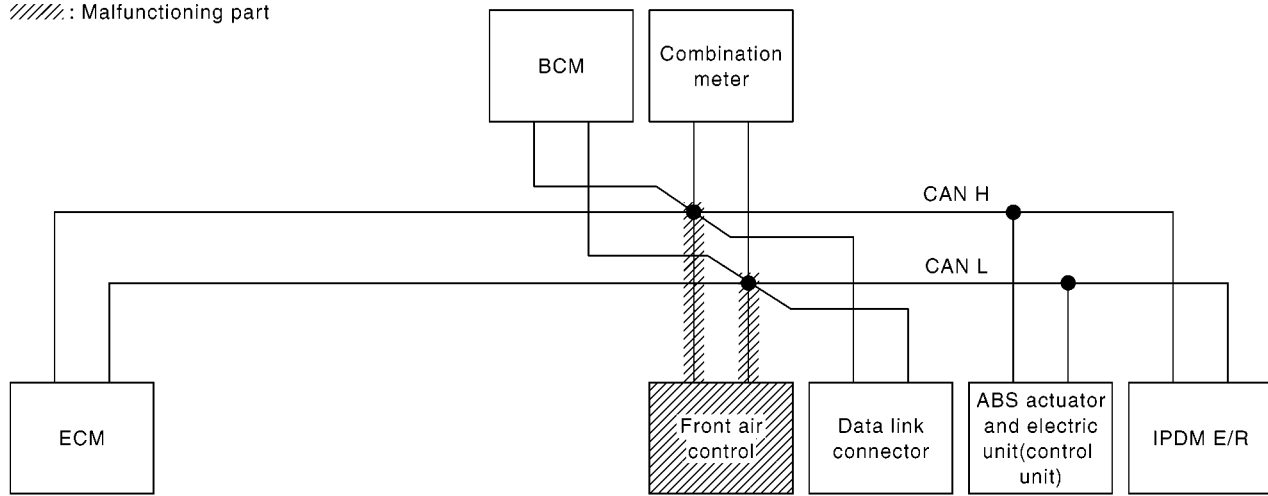 : Malfunctioning part
BCM
Combination
meter
CAN H
CAN L
ECM
Front air
control
Data link
connector
ABS actuator
and electric
unit(control
unit)
IPDM E/R